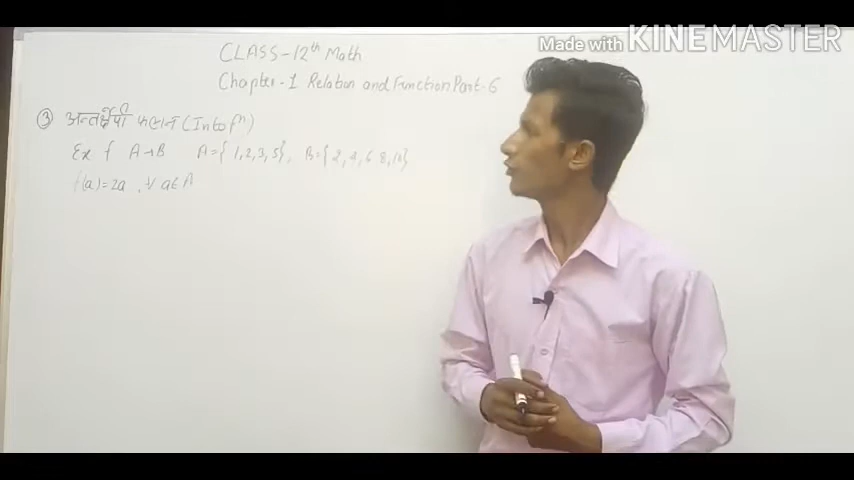 Made with KINEMASTER
CLASS-12th Math
Chapter-1 Relation and Function Part-6
③ अन्तर्क्षेपी फलन (Into fn)
Ex f A→B A={1,2,3,5}, B={2,4,6 8,10}
f(a)=2a , ∀ a∈A